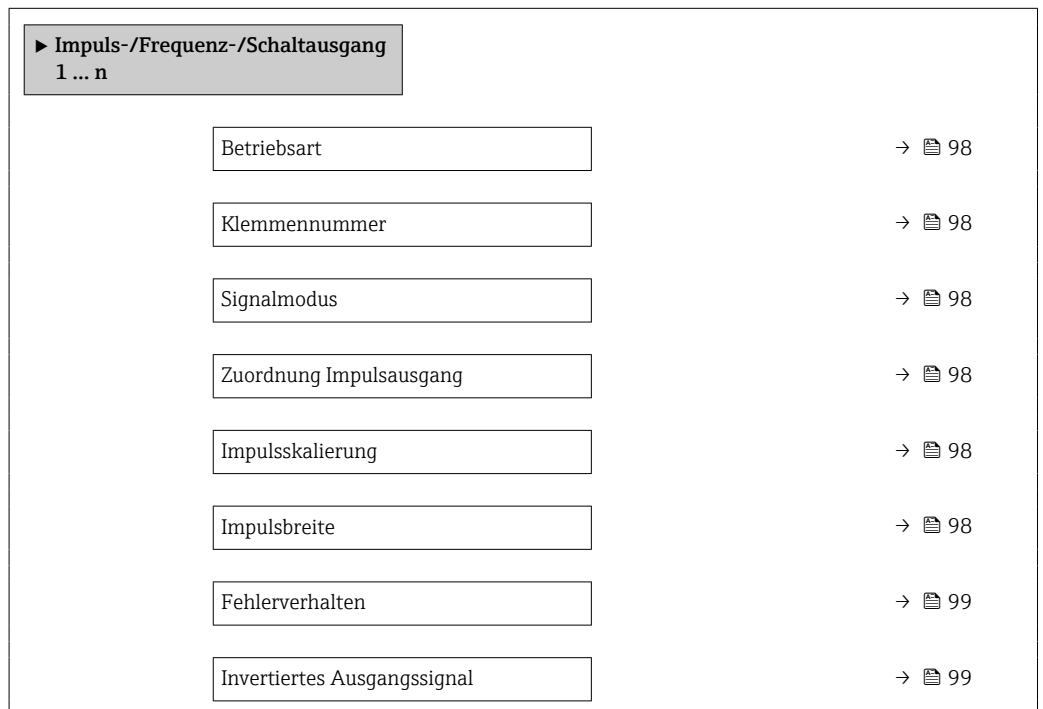 ▶ Impuls-/Frequenz-/Schaltausgang
1 … n
Betriebsart → 98
Klemmennummer → 98
Signalmodus → 98
Zuordnung Impulsausgang → 98
Impulsskalierung → 98
Impulsbreite → 98
Fehlerverhalten → 99
Invertiertes Ausgangssignal → 99